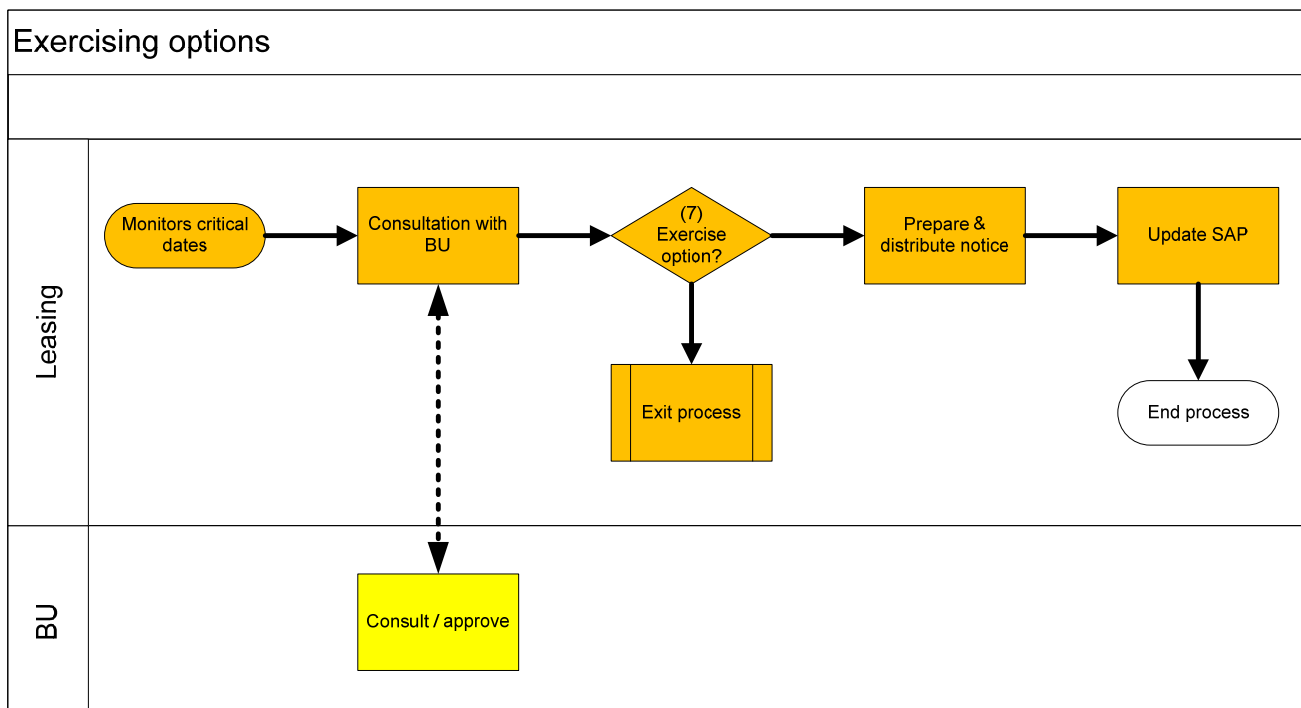 Exercising options
Leasing
Monitors critical
dates
Consultation with
BU
(7)
Exercise
option?
Prepare &
distribute notice
Update SAP
Exit process
End process
BU
Consult / approve